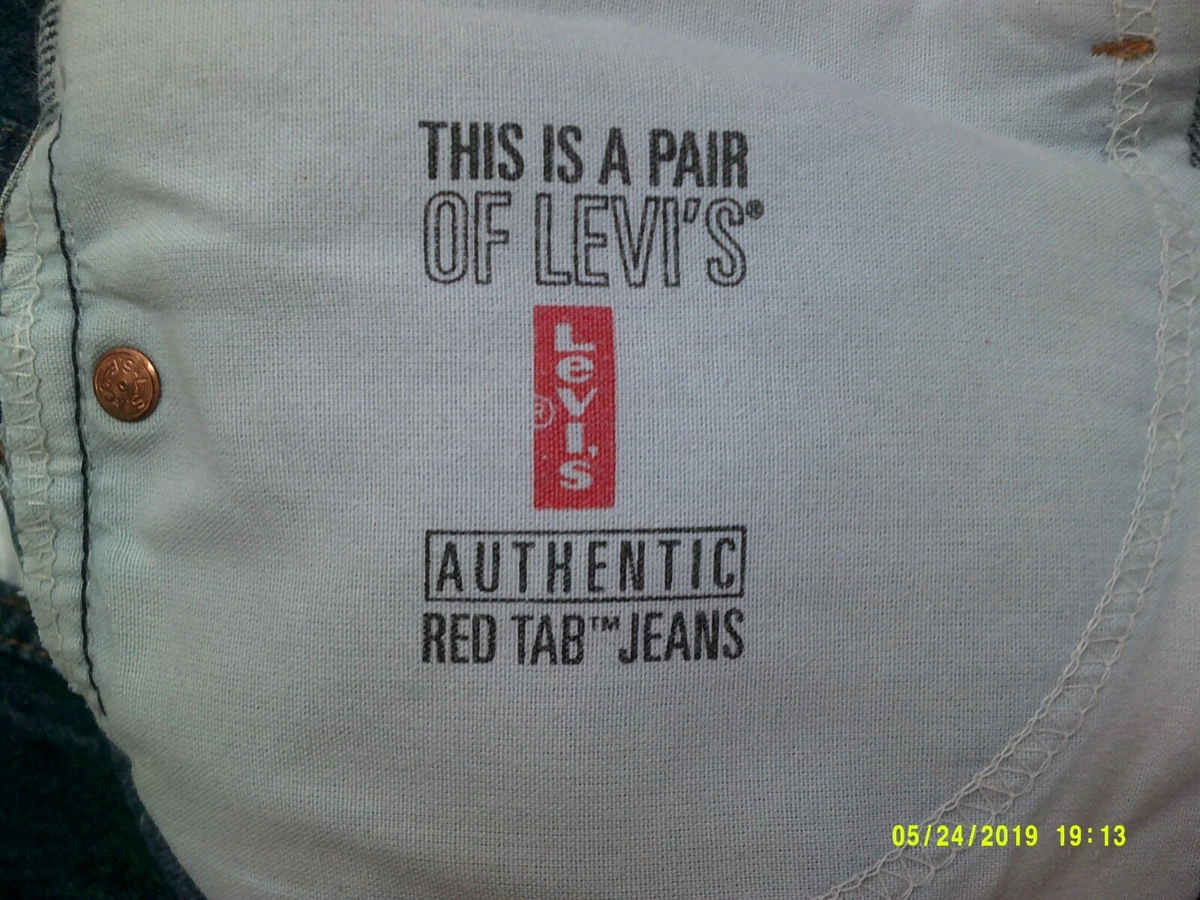 THIS IS A PAIR
OF LEVI'S®
Levi's
®
AUTHENTIC
RED TAB™ JEANS
05/24/2019 19:13